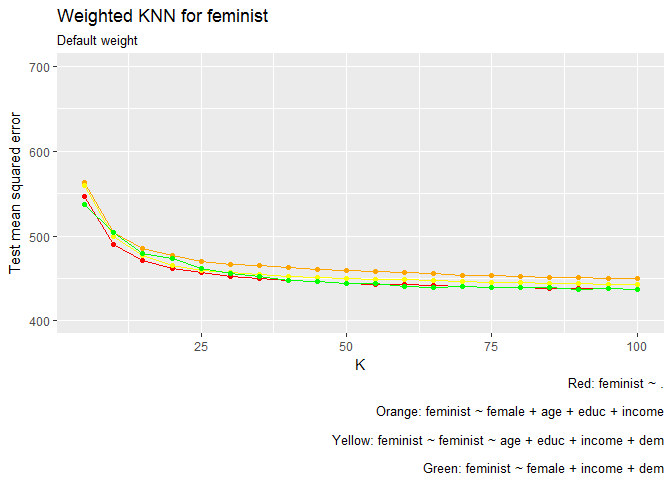 Weighted KNN for feminist
Default weight
700
600
500
400
Test mean squared error
25
50
75
100
K
Red: feminist ~ .
Orange: feminist ~ female + age + educ + income
Yellow: feminist ~ feminist ~ age + educ + income + dem
Green: feminist ~ female + income + dem